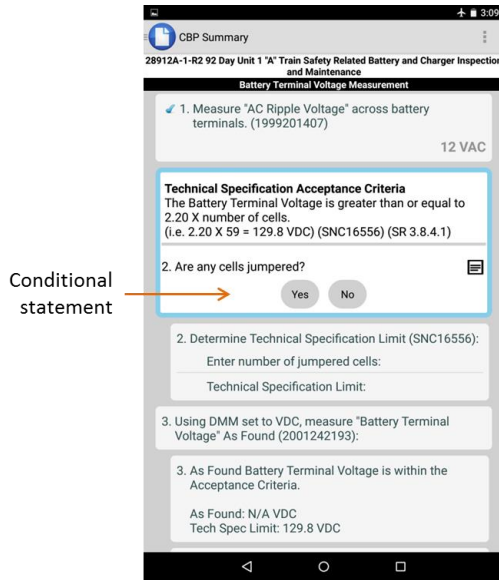 3:09
CBP Summary
28912A-1-R2 92 Day Unit 1 "A" Train Safety Related Battery and Charger Inspection
and Maintenance
Battery Terminal Voltage Measurement
1. Measure "AC Ripple Voltage" across battery
terminals. (1999201407)
12 VAC
Technical Specification Acceptance Criteria
The Battery Terminal Voltage is greater than or equal to
2.20 X number of cells.
(i.e. 2.20 X 59 = 129.8 VDC) (SNC16556) (SR 3.8.4.1)
2. Are any cells jumpered?
Conditional
statement
Yes No
2. Determine Technical Specification Limit (SNC16556):
Enter number of jumpered cells:
Technical Specification Limit:
3. Using DMM set to VDC, measure "Battery Terminal
Voltage" As Found (2001242193):
3. As Found Battery Terminal Voltage is within the
Acceptance Criteria.
As Found: N/A VDC
Tech Spec Limit: 129.8 VDC